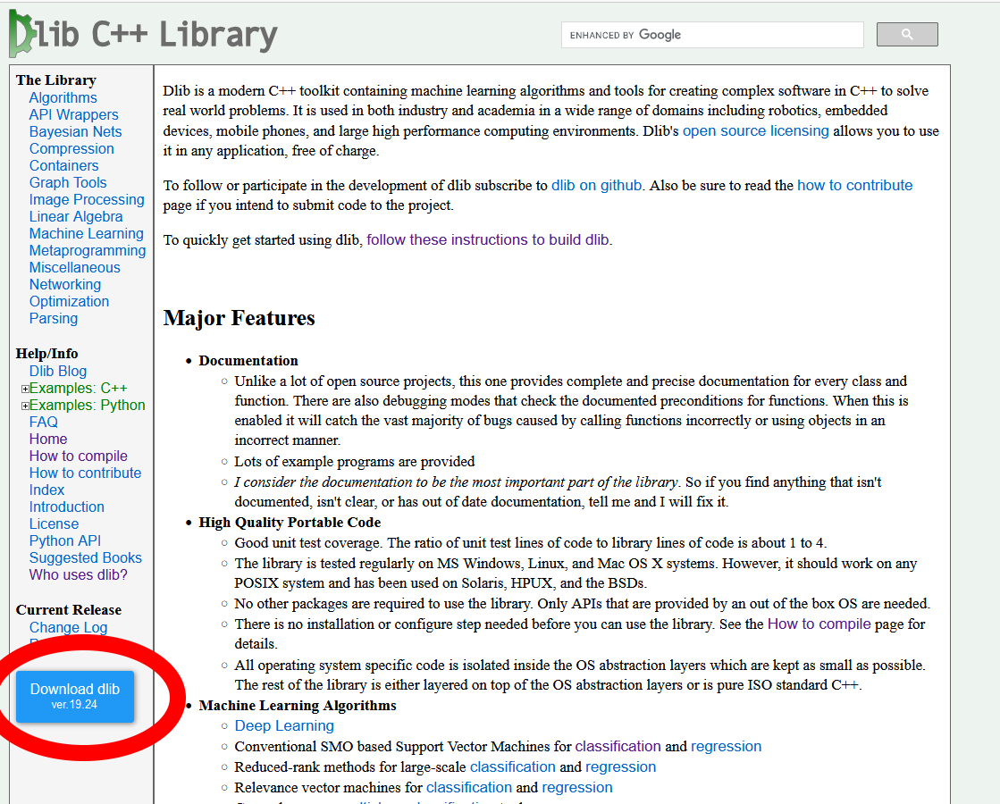 Dlib C++ Library
ENHANCED BY Google
The Library
Algorithms
API Wrappers
Bayesian Nets
Compression
Containers
Graph Tools
Image Processing
Linear Algebra
Machine Learning
Metaprogramming
Miscellaneous
Networking
Optimization
Parsing
Help/Info
Dlib Blog
Examples: C++
Examples: Python
FAQ
Home
How to compile
How to contribute
Index
Introduction
License
Python API
Suggested Books
Who uses dlib?
Current Release
Change Log
Download dlib
ver.19.24
Dlib is a modern C++ toolkit containing machine learning algorithms and tools for creating complex software in C++ to solve
real world problems. It is used in both industry and academia in a wide range of domains including robotics, embedded
devices, mobile phones, and large high performance computing environments. Dlib's open source licensing allows you to use
it in any application, free of charge.
To follow or participate in the development of dlib subscribe to dlib on github. Also be sure to read the how to contribute
page if you intend to submit code to the project.
To quickly get started using dlib, follow these instructions to build dlib.
Major Features
• Documentation
○ Unlike a lot of open source projects, this one provides complete and precise documentation for every class and
function. There are also debugging modes that check the documented preconditions for functions. When this is
enabled it will catch the vast majority of bugs caused by calling functions incorrectly or using objects in an
incorrect manner.
○ Lots of example programs are provided
○ I consider the documentation to be the most important part of the library. So if you find anything that isn't
documented, isn't clear, or has out of date documentation, tell me and I will fix it.
• High Quality Portable Code
○ Good unit test coverage. The ratio of unit test lines of code to library lines of code is about 1 to 4.
○ The library is tested regularly on MS Windows, Linux, and Mac OS X systems. However, it should work on any
POSIX system and has been used on Solaris, HPUX, and the BSDs.
○ No other packages are required to use the library. Only APIs that are provided by an out of the box OS are needed.
○ There is no installation or configure step needed before you can use the library. See the How to compile page for
details.
○ All operating system specific code is isolated inside the OS abstraction layers which are kept as small as possible.
The rest of the library is either layered on top of the OS abstraction layers or is pure ISO standard C++.
• Machine Learning Algorithms
○ Deep Learning
○ Conventional SMO based Support Vector Machines for classification and regression
○ Reduced-rank methods for large-scale classification and regression
○ Relevance vector machines for classification and regression